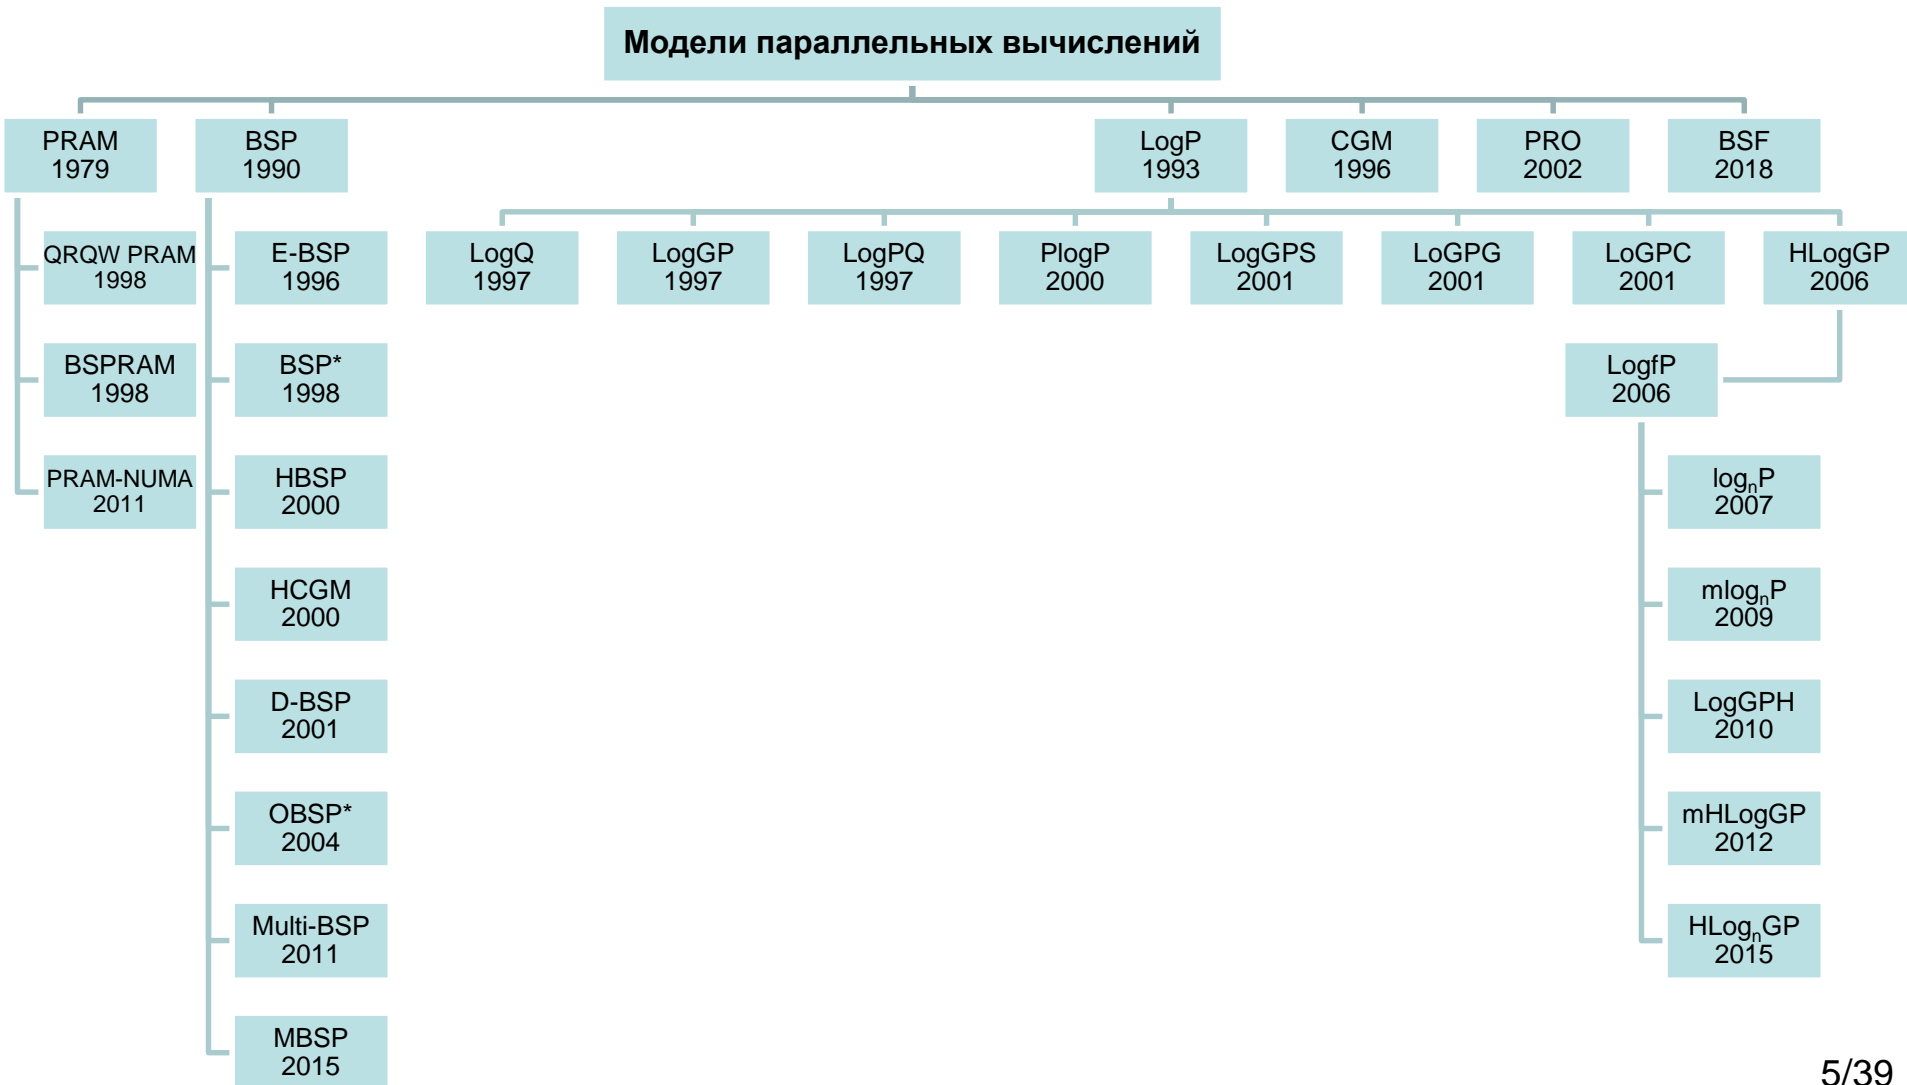 Модели параллельных вычислений
PRAM
1979
BSP
1990
LogP
1993
CGM
1996
PRO
2002
BSF
2018
QRQW PRAM
1998
BSPRAM
1998
PRAM-NUMA
2011
E-BSP
1996
BSP*
1998
HBSP
2000
HCGM
2000
D-BSP
2001
OBSP*
2004
Multi-BSP
2011
MBSP
2015
LogQ
1997
LogGP
1997
LogPQ
1997
PlogP
2000
LogGPS
2001
LoGPG
2001
LoGPC
2001
HLogGP
2006
LogfP
2006
logₙP
2007
mlogₙP
2009
LogGPH
2010
mHLogGP
2012
HLogₙGP
2015
5/39